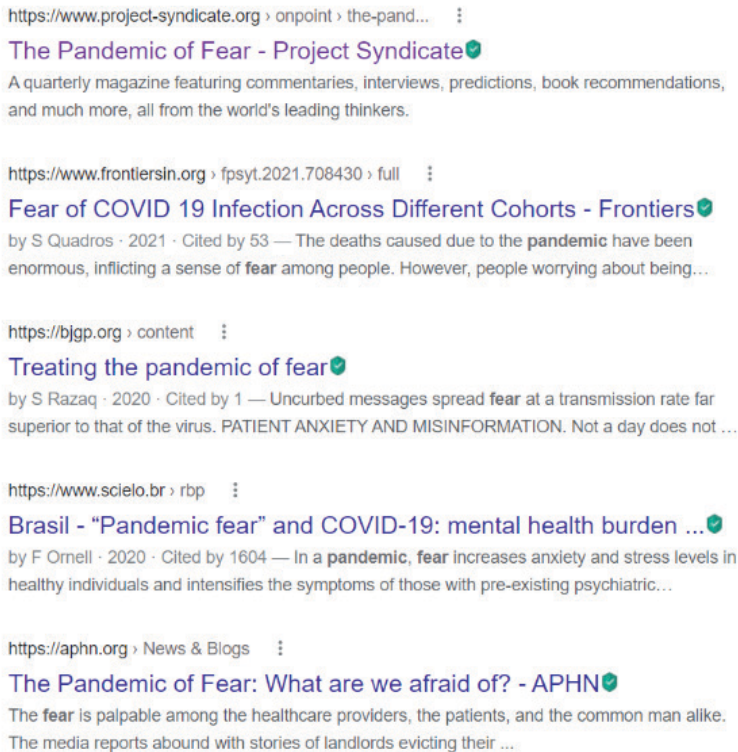 https://www.project-syndicate.org › onpoint › the-pand...
The Pandemic of Fear - Project Syndicate
A quarterly magazine featuring commentaries, interviews, predictions, book recommendations,
and much more, all from the world's leading thinkers.
https://www.frontiersin.org › fpsyt.2021.708430 › full
Fear of COVID 19 Infection Across Different Cohorts - Frontiers
by S Quadros · 2021 · Cited by 53 — The deaths caused due to the pandemic have been
enormous, inflicting a sense of fear among people. However, people worrying about being...
https://bjgp.org › content
Treating the pandemic of fear
by S Razaq · 2020 · Cited by 1 — Uncurbed messages spread fear at a transmission rate far
superior to that of the virus. PATIENT ANXIETY AND MISINFORMATION. Not a day does not ...
https://www.scielo.br › rbp
Brasil - “Pandemic fear” and COVID-19: mental health burden ...
by F Ornell · 2020 · Cited by 1604 — In a pandemic, fear increases anxiety and stress levels in
healthy individuals and intensifies the symptoms of those with pre-existing psychiatric...
https://aphn.org › News & Blogs
The Pandemic of Fear: What are we afraid of? - APHN
The fear is palpable among the healthcare providers, the patients, and the common man alike.
The media reports abound with stories of landlords evicting their ...